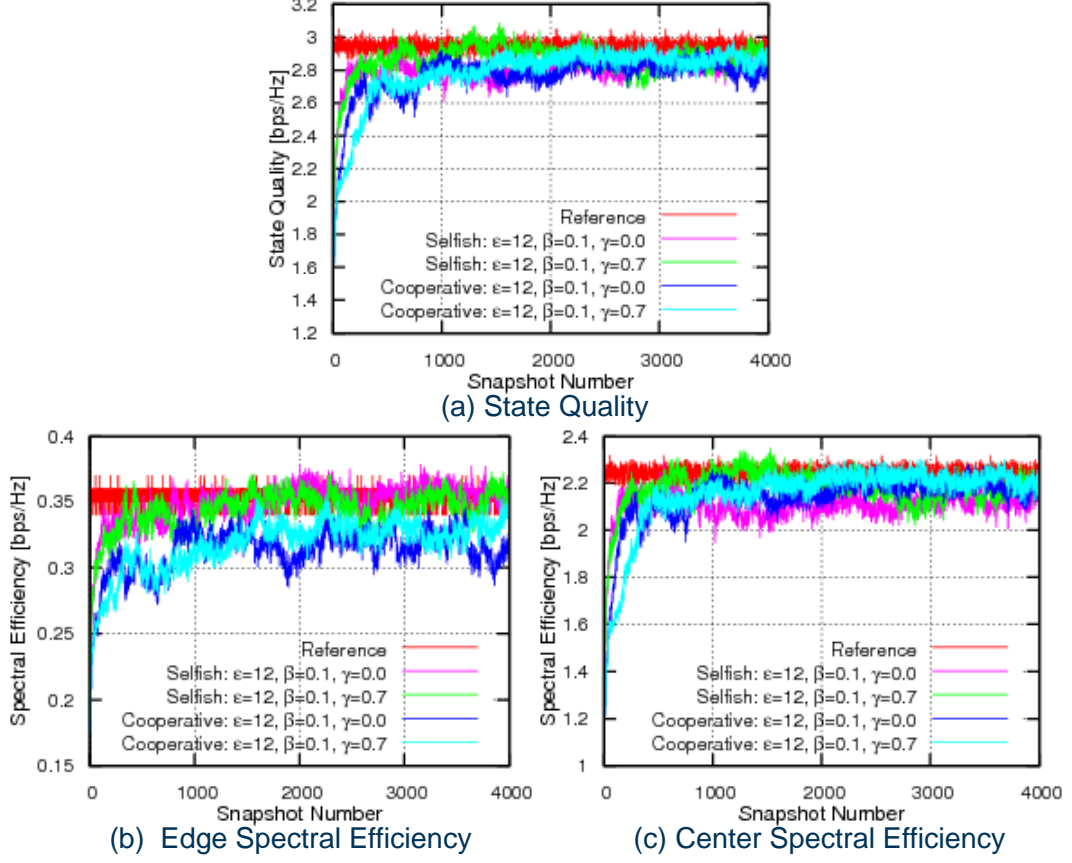 3.2
3
2.8
2.6
2.4
2.2
2
1.8
1.6
1.4
1.2
State Quality [bps/Hz]
Reference
Selfish: ε=12, β=0.1, γ=0.0
Selfish: ε=12, β=0.1, γ=0.7
Cooperative: ε=12, β=0.1, γ=0.0
Cooperative: ε=12, β=0.1, γ=0.7
0 1000 2000 3000 4000
Snapshot Number
(a) State Quality
0.4
0.35
0.3
0.25
0.2
0.15
Spectral Efficiency [bps/Hz]
Reference
Selfish: ε=12, β=0.1, γ=0.0
Selfish: ε=12, β=0.1, γ=0.7
Cooperative: ε=12, β=0.1, γ=0.0
Cooperative: ε=12, β=0.1, γ=0.7
0 1000 2000 3000 4000
Snapshot Number
(b) Edge Spectral Efficiency
2.4
2.2
2
1.8
1.6
1.4
1.2
1
Spectral Efficiency [bps/Hz]
Reference
Selfish: ε=12, β=0.1, γ=0.0
Selfish: ε=12, β=0.1, γ=0.7
Cooperative: ε=12, β=0.1, γ=0.0
Cooperative: ε=12, β=0.1, γ=0.7
0 1000 2000 3000 4000
Snapshot Number
(c) Center Spectral Efficiency